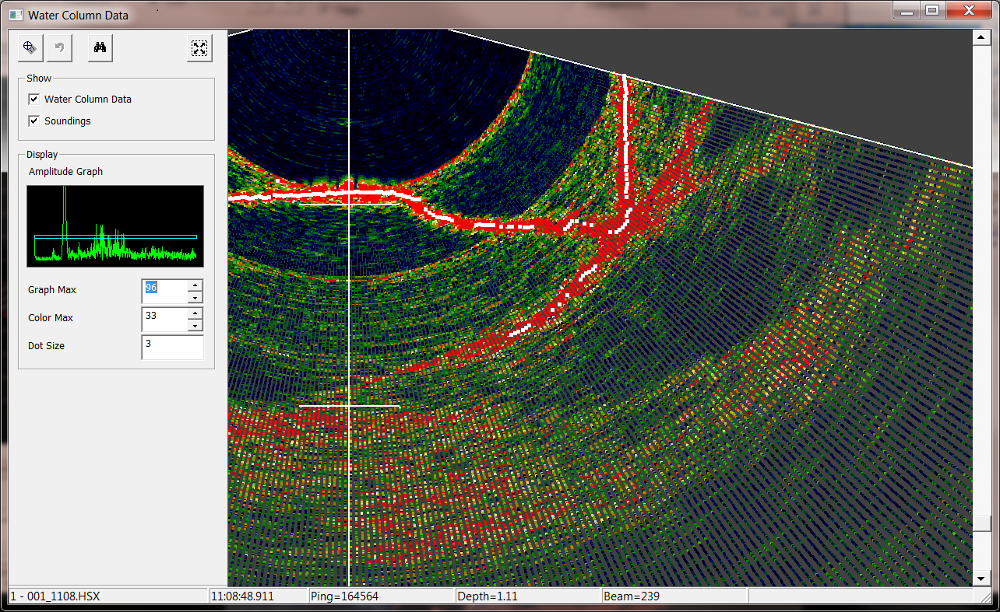 Water Column Data
Show
Water Column Data
Soundings
Display
Amplitude Graph
Graph Max 96
Color Max 33
Dot Size 3
1 - 001_1108.HSX 11:08:48.911 Ping=164564 Depth=1.11 Beam=239